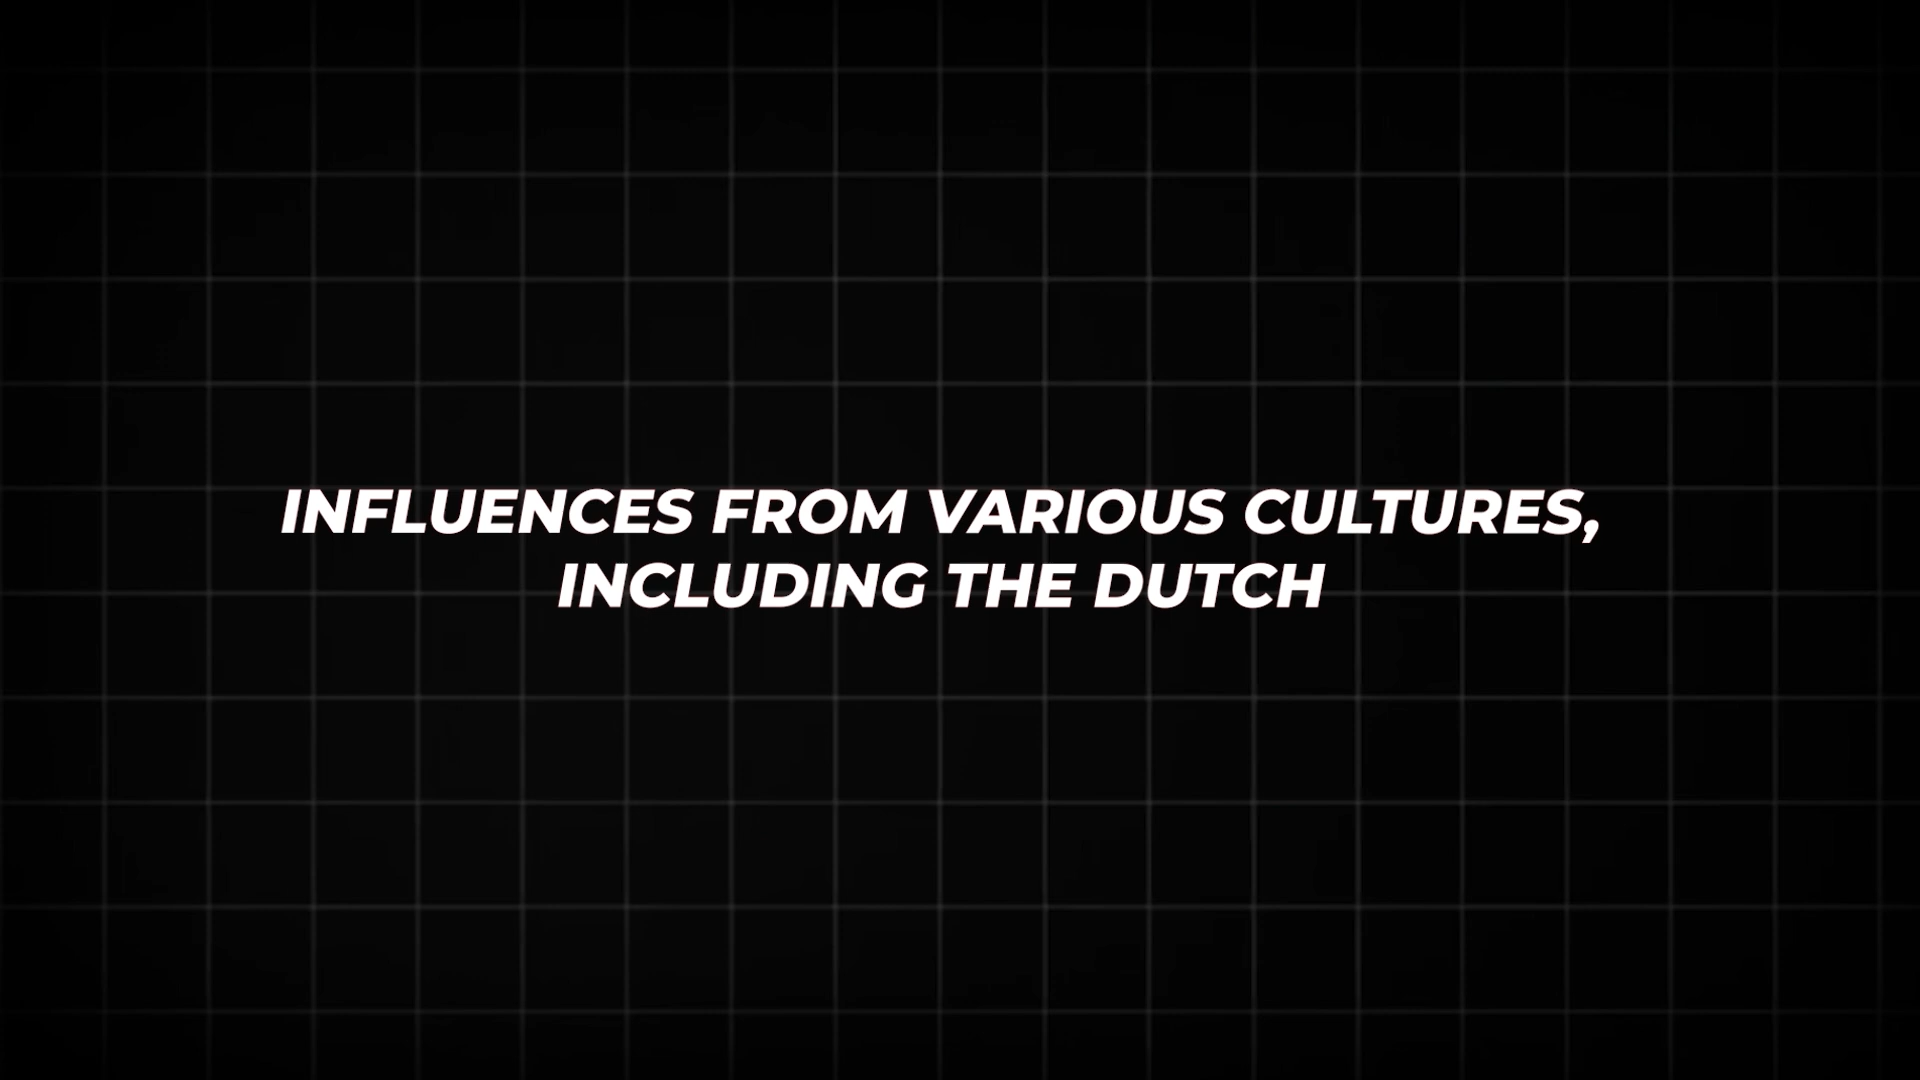 INFLUENCES FROM VARIOUS CULTURES,
INCLUDING THE DUTCH